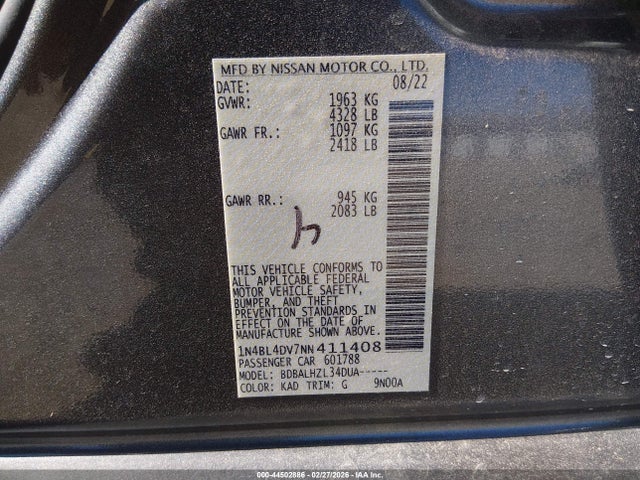 MFD BY NISSAN MOTOR CO., LTD.
DATE: 08/22
GVWR: 1963 KG
4328 LB
GAWR FR.: 1097 KG
2418 LB
GAWR RR.: 945 KG
2083 LB
THIS VEHICLE CONFORMS TO
ALL APPLICABLE FEDERAL
MOTOR VEHICLE SAFETY,
BUMPER, AND THEFT
PREVENTION STANDARDS IN
EFFECT ON THE DATE OF
MANUFACTURE SHOWN ABOVE.
1N4BL4DV7NN411408
PASSENGER CAR 601788
MODEL: BDBALHZL34DUA-----
COLOR: KAD TRIM: G 9N00A
000-44502886 - 02/27/2026 - IAA Inc.